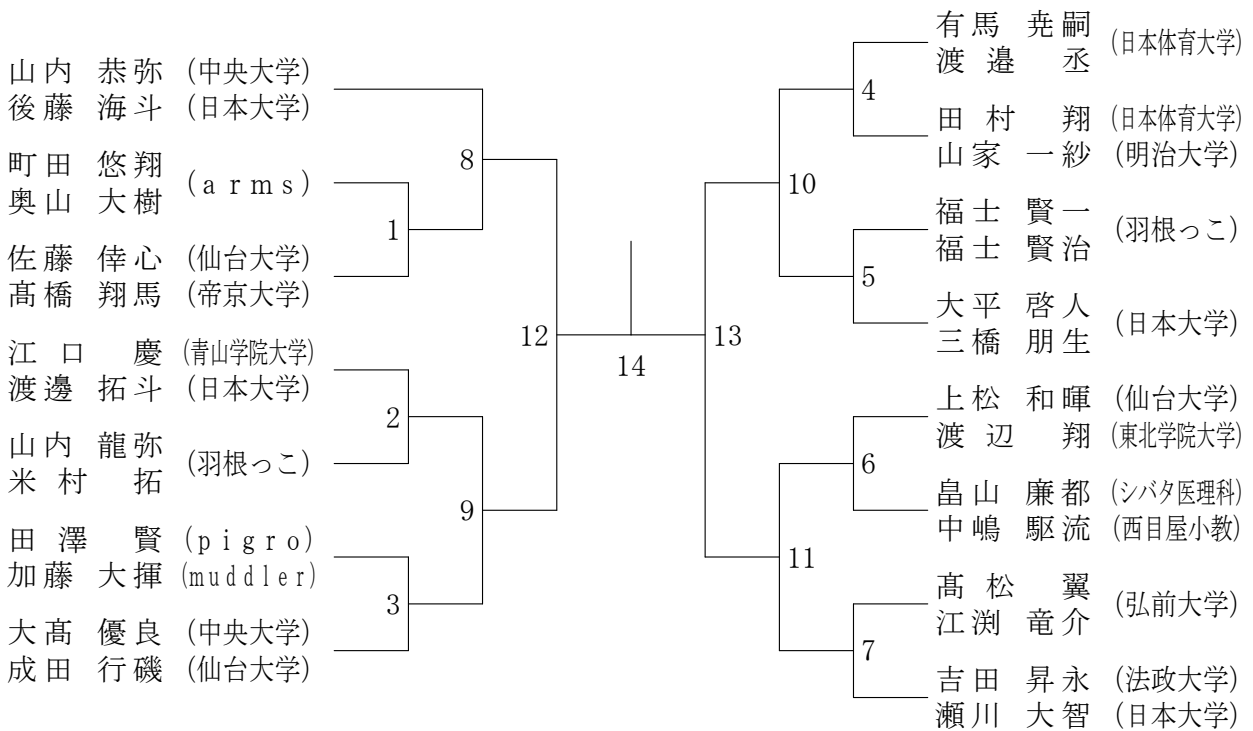 山内 恭弥 (中央大学)
後藤 海斗 (日本大学)
町田 悠翔
奥山 大樹
(arms)
佐藤 倖心 (仙台大学)
髙橋 翔馬 (帝京大学)
江口 慶 (青山学院大学)
渡邊 拓斗 (日本大学)
山内 龍弥
米村 拓
(羽根っこ)
田澤 賢 (pigro)
加藤 大揮 (muddler)
大髙 優良 (中央大学)
成田 行磯 (仙台大学)
8
1
12
2
9
3
14
13
4
10
5
6
11
7
有馬 尭嗣
渡邉 丞
(日本体育大学)
田村 翔 (日本体育大学)
山家 一紗 (明治大学)
福士 賢一
福士 賢治
(羽根っこ)
大平 啓人
三橋 朋生
(日本大学)
上松 和暉 (仙台大学)
渡辺 翔 (東北学院大学)
畠山 廉都 (シバタ医理科)
中嶋 駆流 (西目屋小教)
髙松 翼
江渕 竜介
(弘前大学)
吉田 昇永 (法政大学)
瀬川 大智 (日本大学)